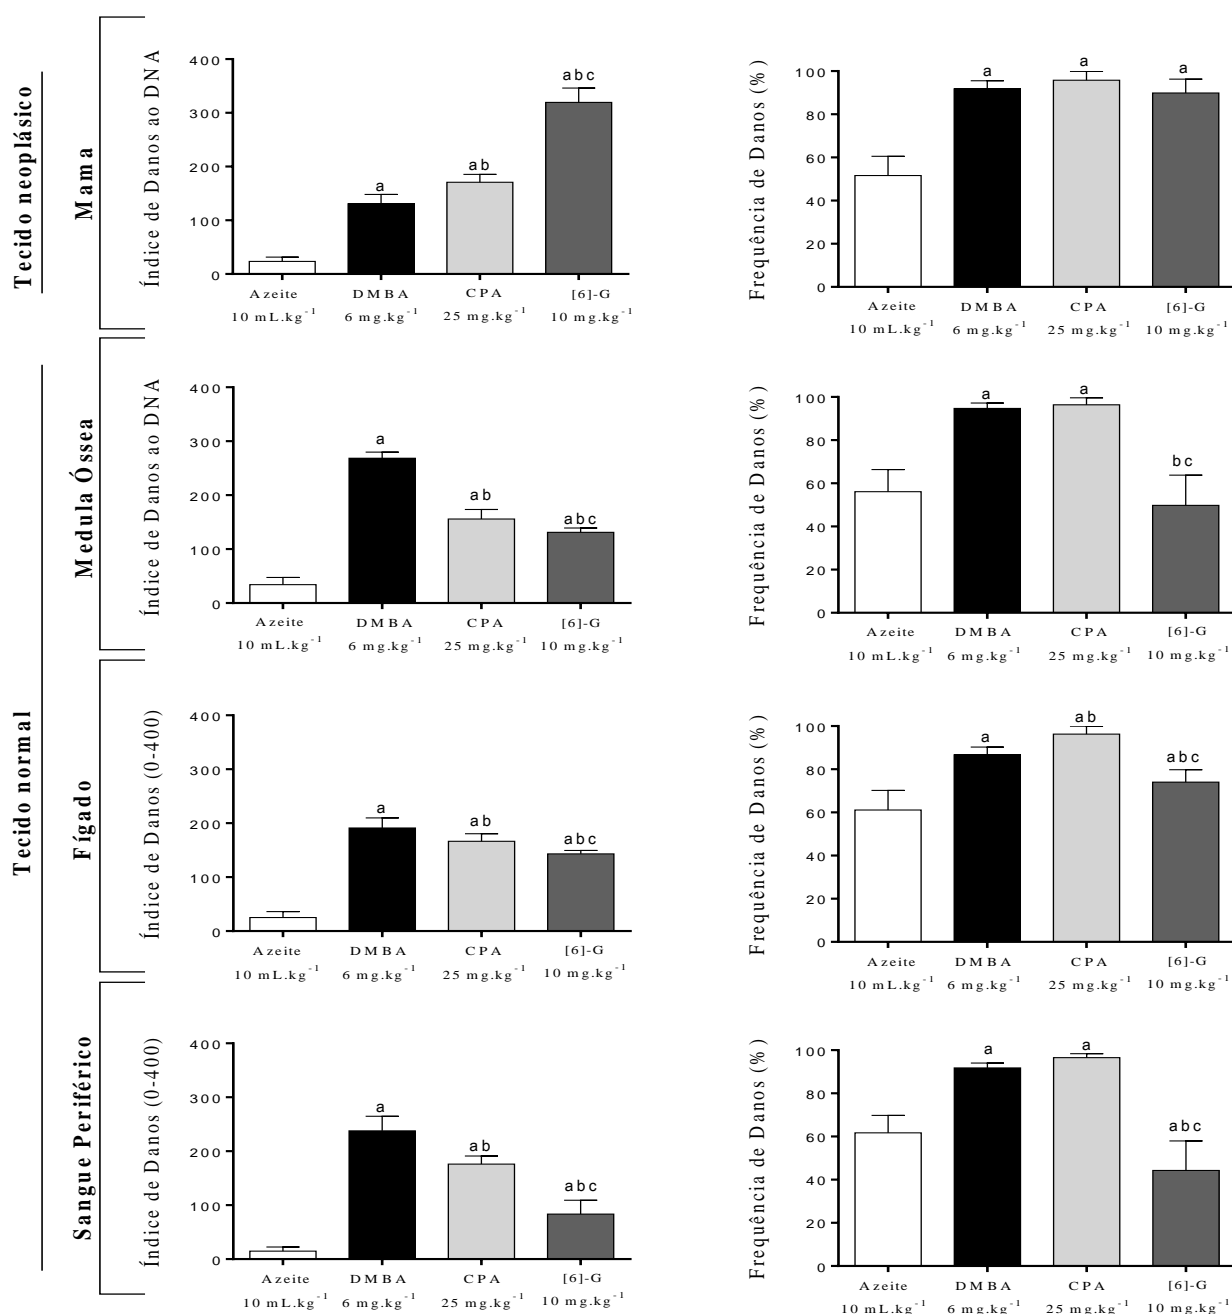 Tecido neoplásico
Mama
Índice de Danos ao DNA
400
300
200
100
0
a
ab
abc
Azeite DMBA CPA [6]-G
10 mL.kg⁻¹ 6 mg.kg⁻¹ 25 mg.kg⁻¹ 10 mg.kg⁻¹
Frequência de Danos (%)
100
80
60
40
20
0
a
a
a
Azeite DMBA CPA [6]-G
10 mL.kg⁻¹ 6 mg.kg⁻¹ 25 mg.kg⁻¹ 10 mg.kg⁻¹
Tecido normal
Medula Óssea
Índice de Danos ao DNA
400
300
200
100
0
a
ab
abc
Azeite DMBA CPA [6]-G
10 mL.kg⁻¹ 6 mg.kg⁻¹ 25 mg.kg⁻¹ 10 mg.kg⁻¹
Frequência de Danos (%)
100
80
60
40
20
0
a
a
bc
Azeite DMBA CPA [6]-G
10 mL.kg⁻¹ 6 mg.kg⁻¹ 25 mg.kg⁻¹ 10 mg.kg⁻¹
Fígado
Índice de Danos (0-400)
400
300
200
100
0
a
ab
abc
Azeite DMBA CPA [6]-G
10 mL.kg⁻¹ 6 mg.kg⁻¹ 25 mg.kg⁻¹ 10 mg.kg⁻¹
Frequência de Danos (%)
100
80
60
40
20
0
a
ab
abc
Azeite DMBA CPA [6]-G
10 mL.kg⁻¹ 6 mg.kg⁻¹ 25 mg.kg⁻¹ 10 mg.kg⁻¹
Sangue Periférico
Índice de Danos (0-400)
400
300
200
100
0
a
ab
abc
Azeite DMBA CPA [6]-G
10 mL.kg⁻¹ 6 mg.kg⁻¹ 25 mg.kg⁻¹ 10 mg.kg⁻¹
Frequência de Danos (%)
100
80
60
40
20
0
a
a
abc
Azeite DMBA CPA [6]-G
10 mL.kg⁻¹ 6 mg.kg⁻¹ 25 mg.kg⁻¹ 10 mg.kg⁻¹